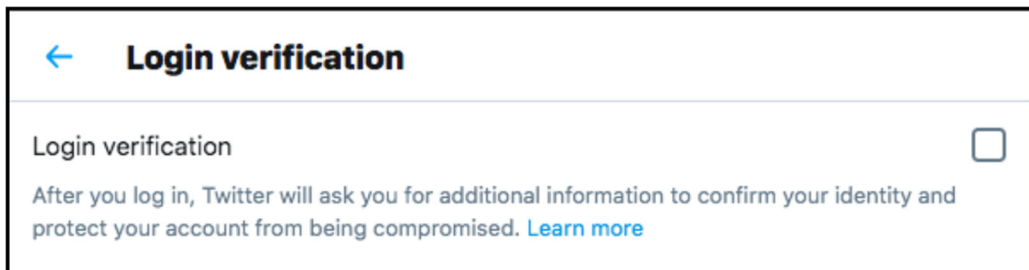 Login verification
Login verification
After you log in, Twitter will ask you for additional information to confirm your identity and
protect your account from being compromised. Learn more